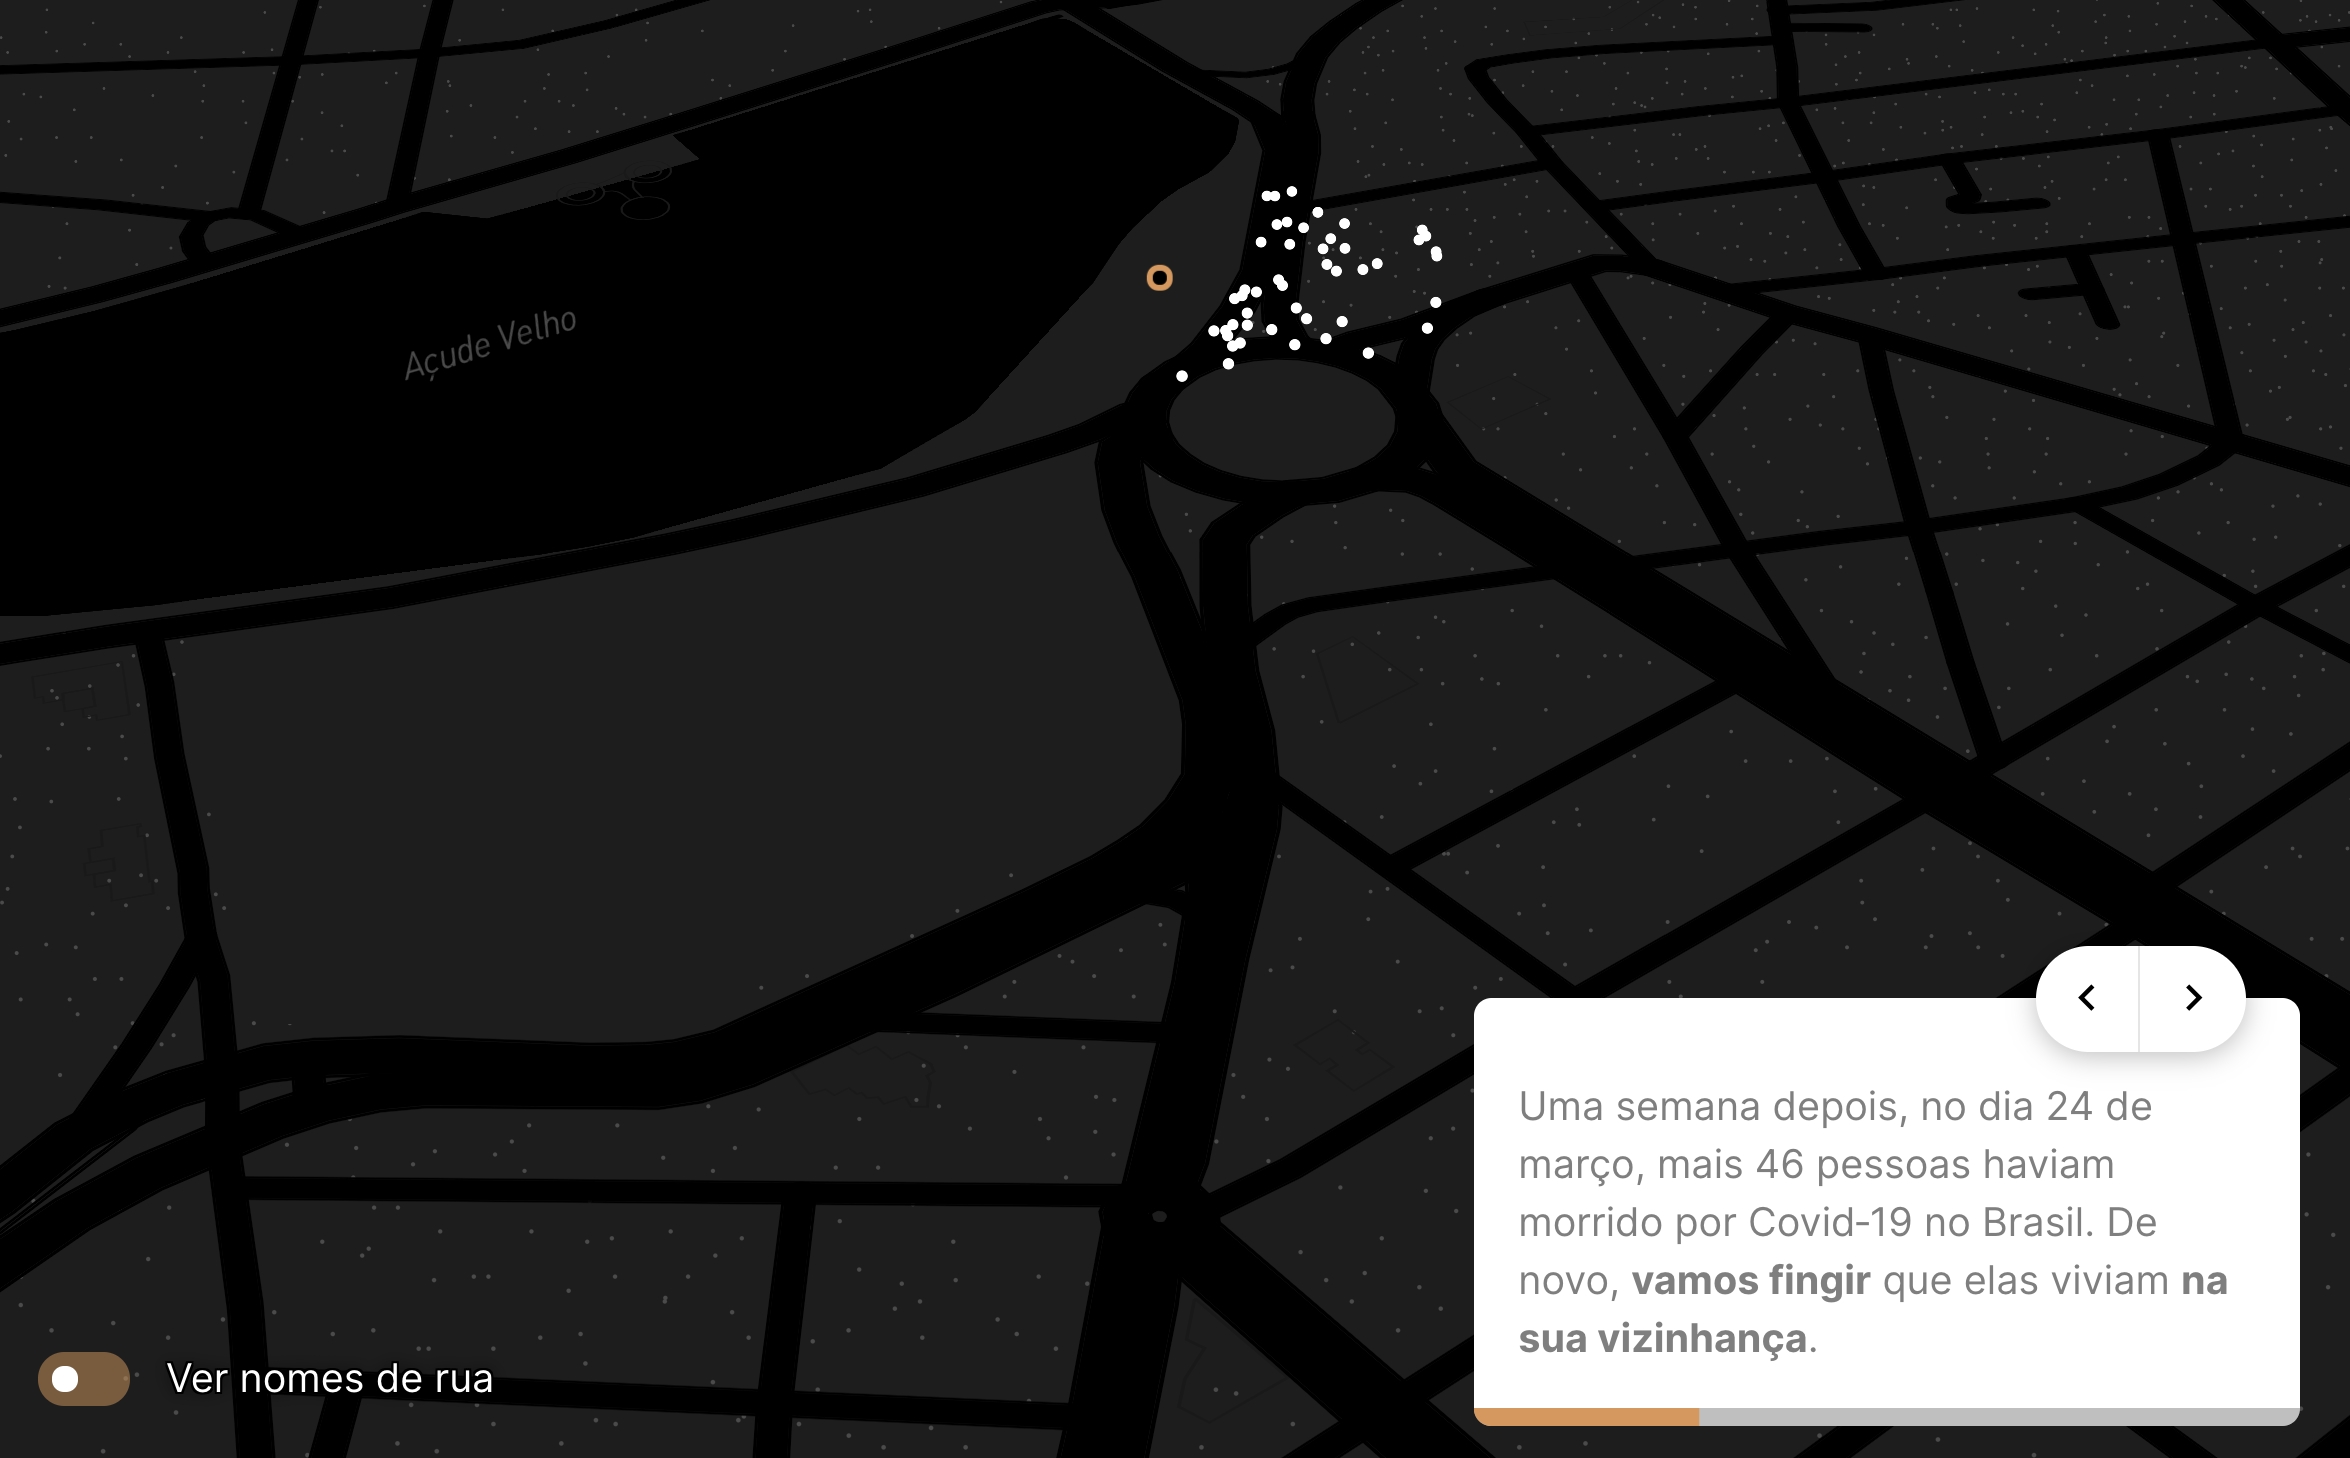 Açude Velho
Uma semana depois, no dia 24 de
março, mais 46 pessoas haviam
morrido por Covid-19 no Brasil. De
novo, vamos fingir que elas viviam na
sua vizinhança.
Ver nomes de rua